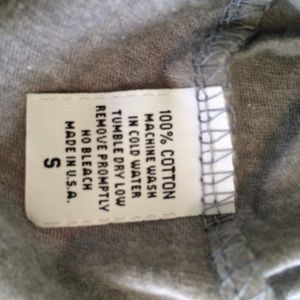 100% COTTON
MACHINE WASH
IN COLD WATER
TUMBLE DRY LOW
REMOVE PROMPTLY
NO BLEACH
MADE IN U.S.A.
S